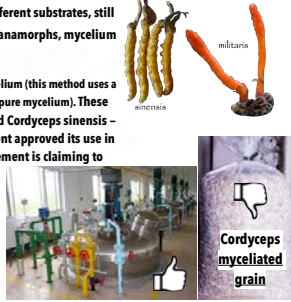 fferent substrates, still
anamorphs, mycelium
elium (this method uses a
pure mycelium). These
d Cordyceps sinensis –
ent approved its use in
ement is claiming to
sinensis
militaris
Cordyceps
myceliated
grain